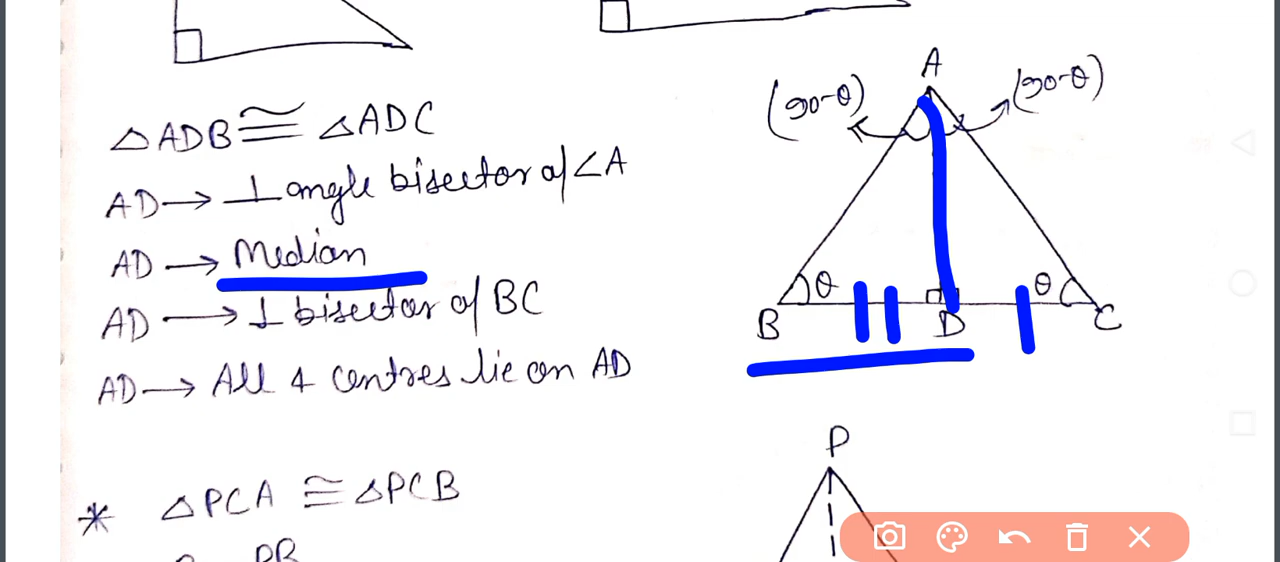 △ADB ≅ △ADC
AD → ⊥ angle bisector of ∠A
AD → Median
AD → ⊥ bisector of BC
AD → All 4 centres lie on AD
A
(90-θ) (90-θ)
θ θ
B D C
P
* △PCA ≅ △PCB
PB